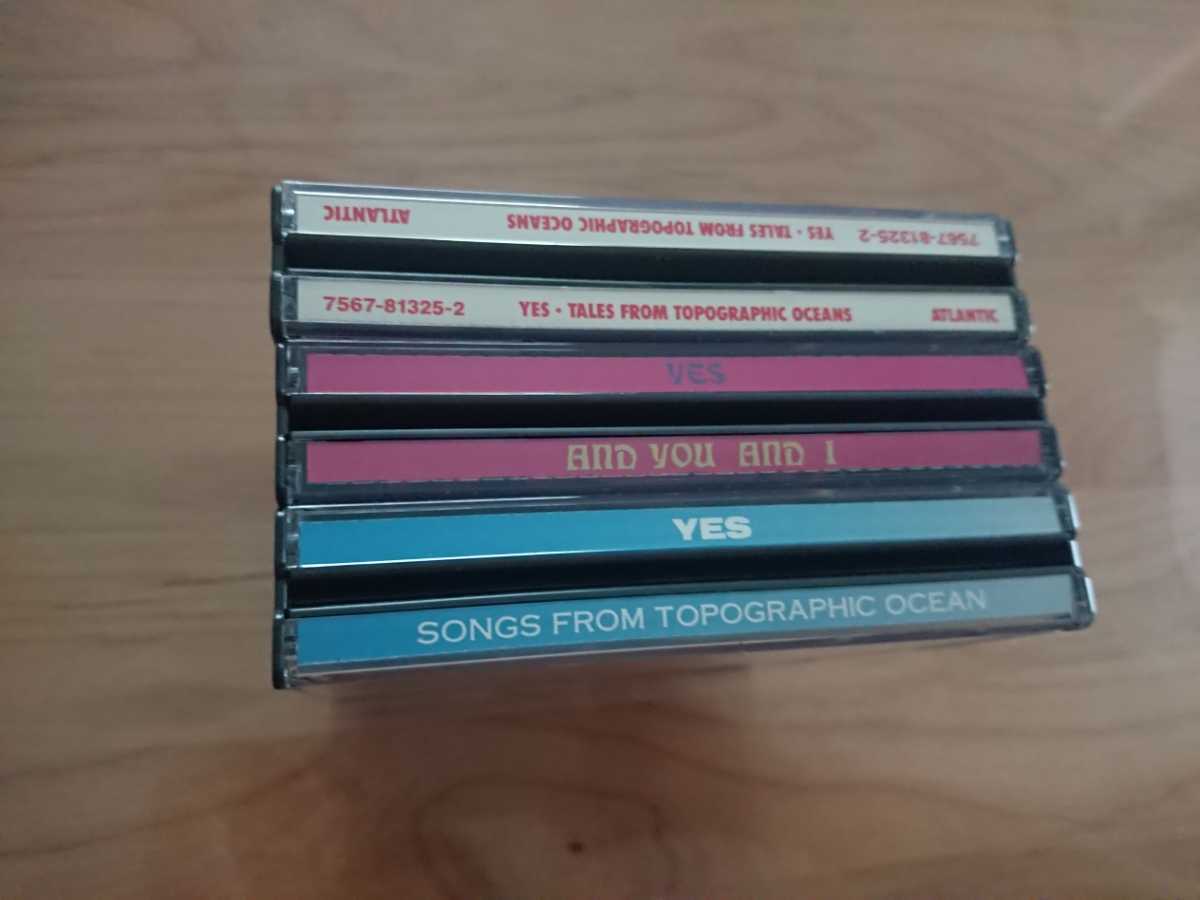 7567-81325-2 YES • TALES FROM TOPOGRAPHIC OCEANS ATLANTIC
7567-81325-2 YES • TALES FROM TOPOGRAPHIC OCEANS ATLANTIC
YES
AND YOU AND I
YES
SONGS FROM TOPOGRAPHIC OCEAN